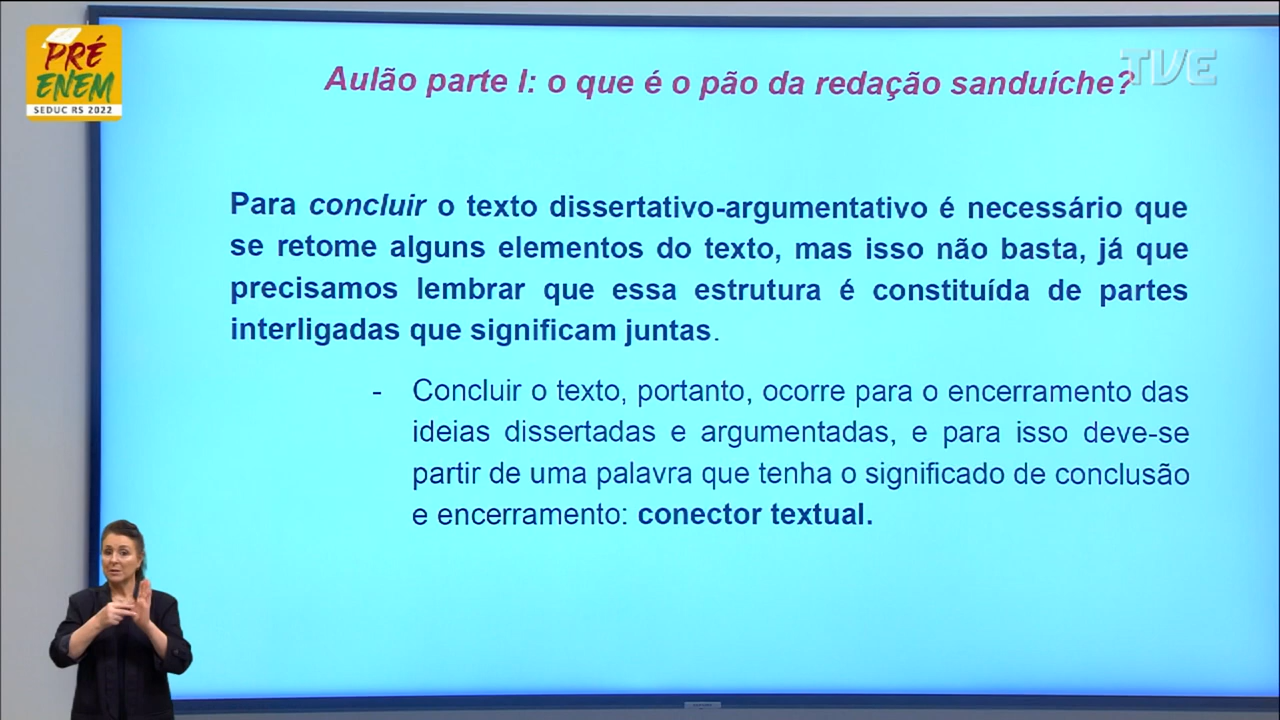 PRÉ
ENEM
SEDUC RS 2022
TVE
Aulão parte I: o que é o pão da redação sanduíche?
Para concluir o texto dissertativo-argumentativo é necessário que
se retome alguns elementos do texto, mas isso não basta, já que
precisamos lembrar que essa estrutura é constituída de partes
interligadas que significam juntas.
- Concluir o texto, portanto, ocorre para o encerramento das
ideias dissertadas e argumentadas, e para isso deve-se
partir de uma palavra que tenha o significado de conclusão
e encerramento: conector textual.